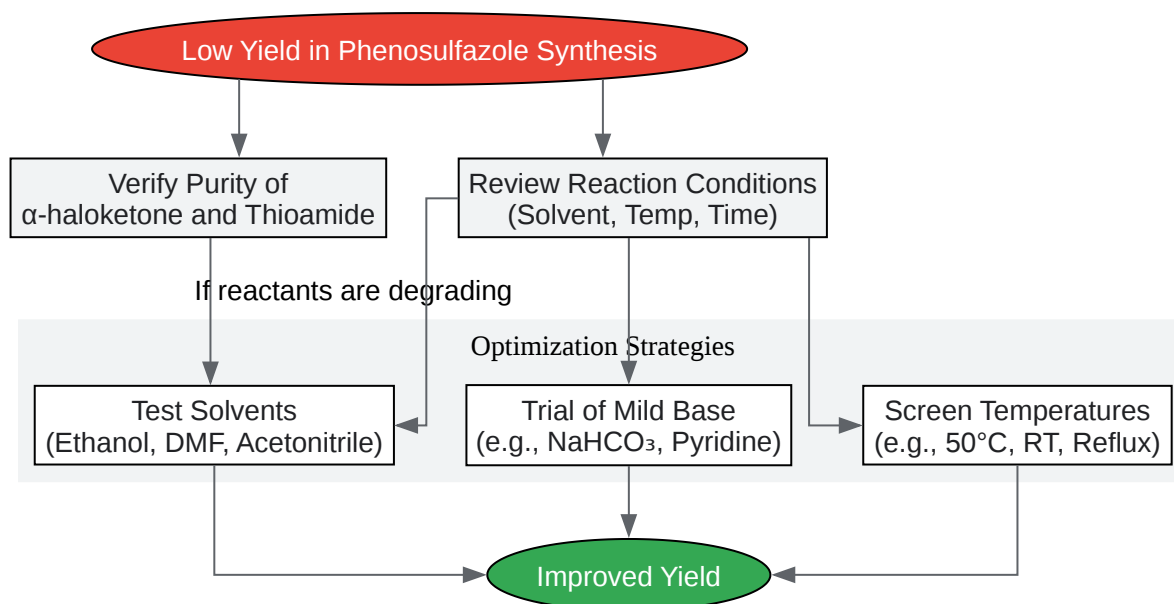 Low Yield in Phenosulfazole Synthesis
Verify Purity of
α-haloketone and Thioamide
Review Reaction Conditions
(Solvent, Temp, Time)
If reactants are degrading
Optimization Strategies
Test Solvents
(Ethanol, DMF, Acetonitrile)
Trial of Mild Base
(e.g., NaHCO₃, Pyridine)
Screen Temperatures
(e.g., 50°C, RT, Reflux)
Improved Yield